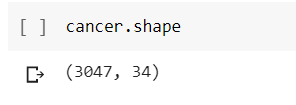 [ ] cancer.shape
(3047, 34)